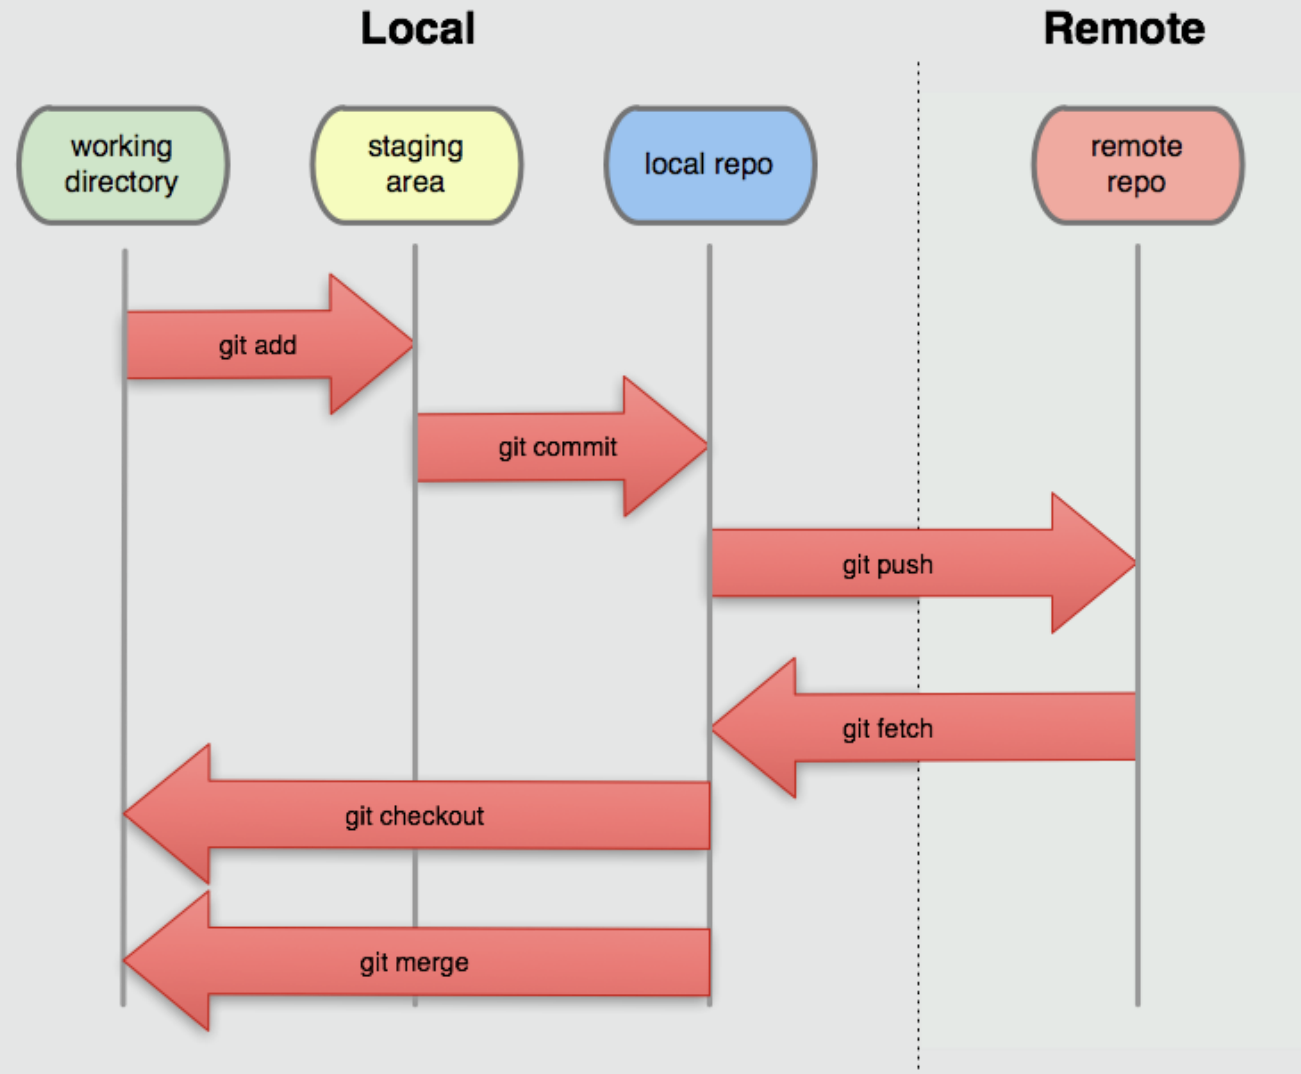 Local
Remote
working
directory
staging
area
local repo
remote
repo
git add
git commit
git push
git fetch
git checkout
git merge